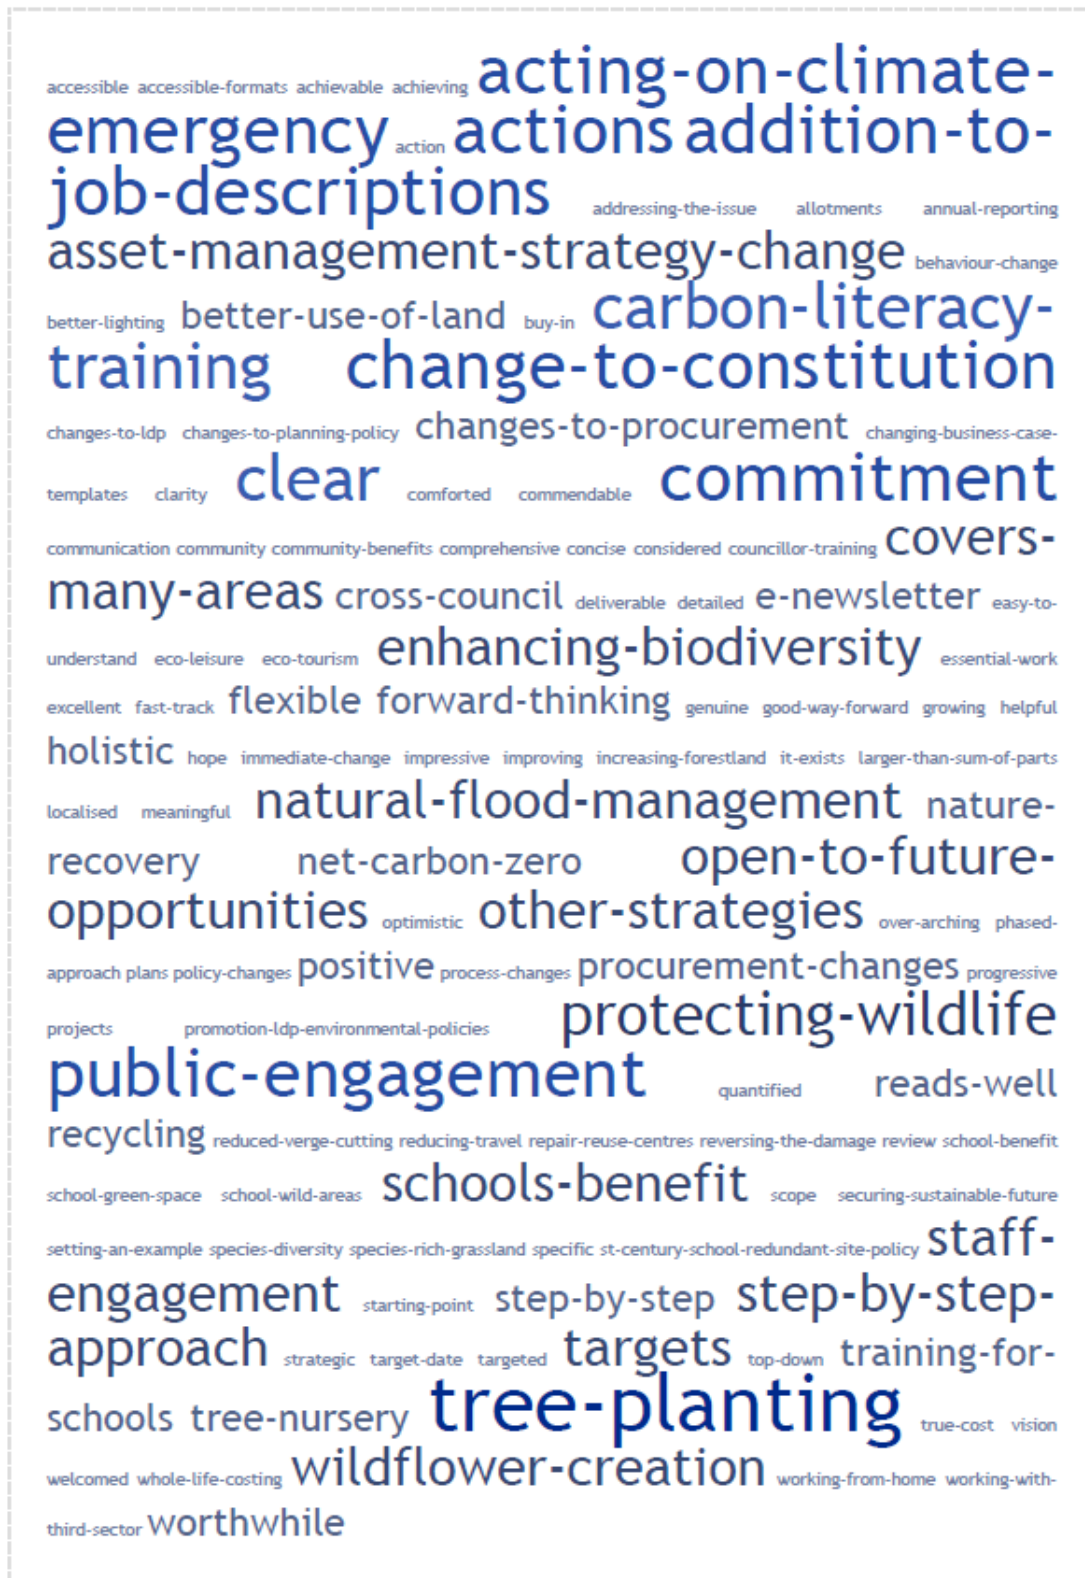 accessible accessible-formats achievable achieving acting-on-climate-
emergency action actions addition-to-
job-descriptions addressing-the-issue allotments annual-reporting
asset-management-strategy-change behaviour-change
better-lighting better-use-of-land buy-in carbon-literacy-
training change-to-constitution
changes-to-ldp changes-to-planning-policy changes-to-procurement changing-business-case-
templates clarity clear comforted commendable commitment
communication community community-benefits comprehensive concise considered councillor-training covers-
many-areas cross-council deliverable detailed e-newsletter easy-to-
understand eco-leisure eco-tourism enhancing-biodiversity essential-work
excellent fast-track flexible forward-thinking genuine good-way-forward growing helpful
holistic hope immediate-change impressive improving increasing-forestland it-exists larger-than-sum-of-parts
localised meaningful natural-flood-management nature-
recovery net-carbon-zero open-to-future-
opportunities optimistic other-strategies over-arching phased-
approach plans policy-changes positive process-changes procurement-changes progressive
projects promotion-ldp-environmental-policies protecting-wildlife
public-engagement quantified reads-well
recycling reduced-verge-cutting reducing-travel repair-reuse-centres reversing-the-damage review school-benefit
school-green-space school-wild-areas schools-benefit scope securing-sustainable-future
setting-an-example species-diversity species-rich-grassland specific st-century-school-redundant-site-policy staff-
engagement starting-point step-by-step step-by-step-
approach strategic target-date targeted targets top-down training-for-
schools tree-nursery tree-planting true-cost vision
welcomed whole-life-costing wildflower-creation working-from-home working-with-
third-sector worthwhile